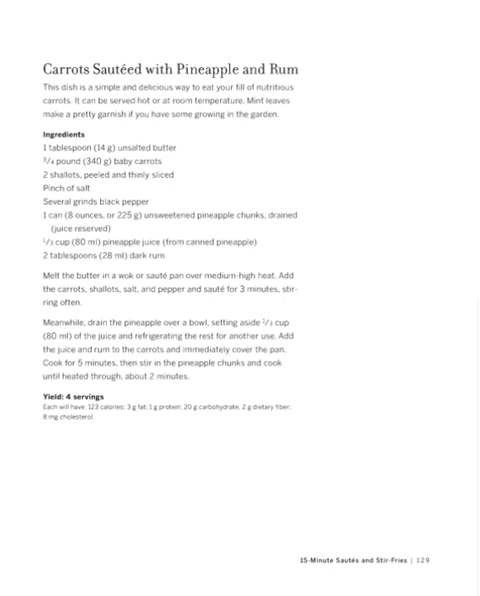 Carrots Sautéed with Pineapple and Rum
This dish is a simple and delicious way to eat your fill of nutritious
carrots. It can be served hot or at room temperature. Mint leaves
make a pretty garnish if you have some growing in the garden.
Ingredients
1 tablespoon (14 g) unsalted butter
3/4 pound (340 g) baby carrots
2 shallots, peeled and thinly sliced
Pinch of salt
Several grinds black pepper
1 can (8 ounces, or 225 g) unsweetened pineapple chunks, drained
(juice reserved)
1/3 cup (80 ml) pineapple juice (from canned pineapple)
2 tablespoons (28 ml) dark rum
Melt the butter in a wok or sauté pan over medium-high heat. Add
the carrots, shallots, salt, and pepper and sauté for 3 minutes, stir-
ring often.
Meanwhile, drain the pineapple over a bowl, setting aside 1/3 cup
(80 ml) of the juice and refrigerating the rest for another use. Add
the juice and rum to the carrots and immediately cover the pan.
Cook for 5 minutes, then stir in the pineapple chunks and cook
until heated through, about 2 minutes.
Yield: 4 servings
Each will have: 123 calories; 3 g fat; 1 g protein; 20 g carbohydrate; 2 g dietary fiber;
8 mg cholesterol.
15-Minute Sautés and Stir-Fries | 129